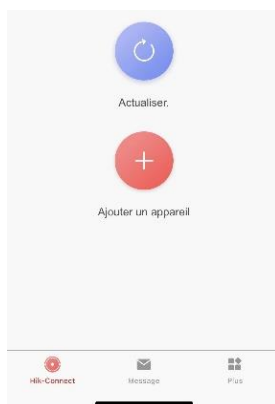 Actualiser.
Ajouter un appareil
Hik-Connect
Message
Plus